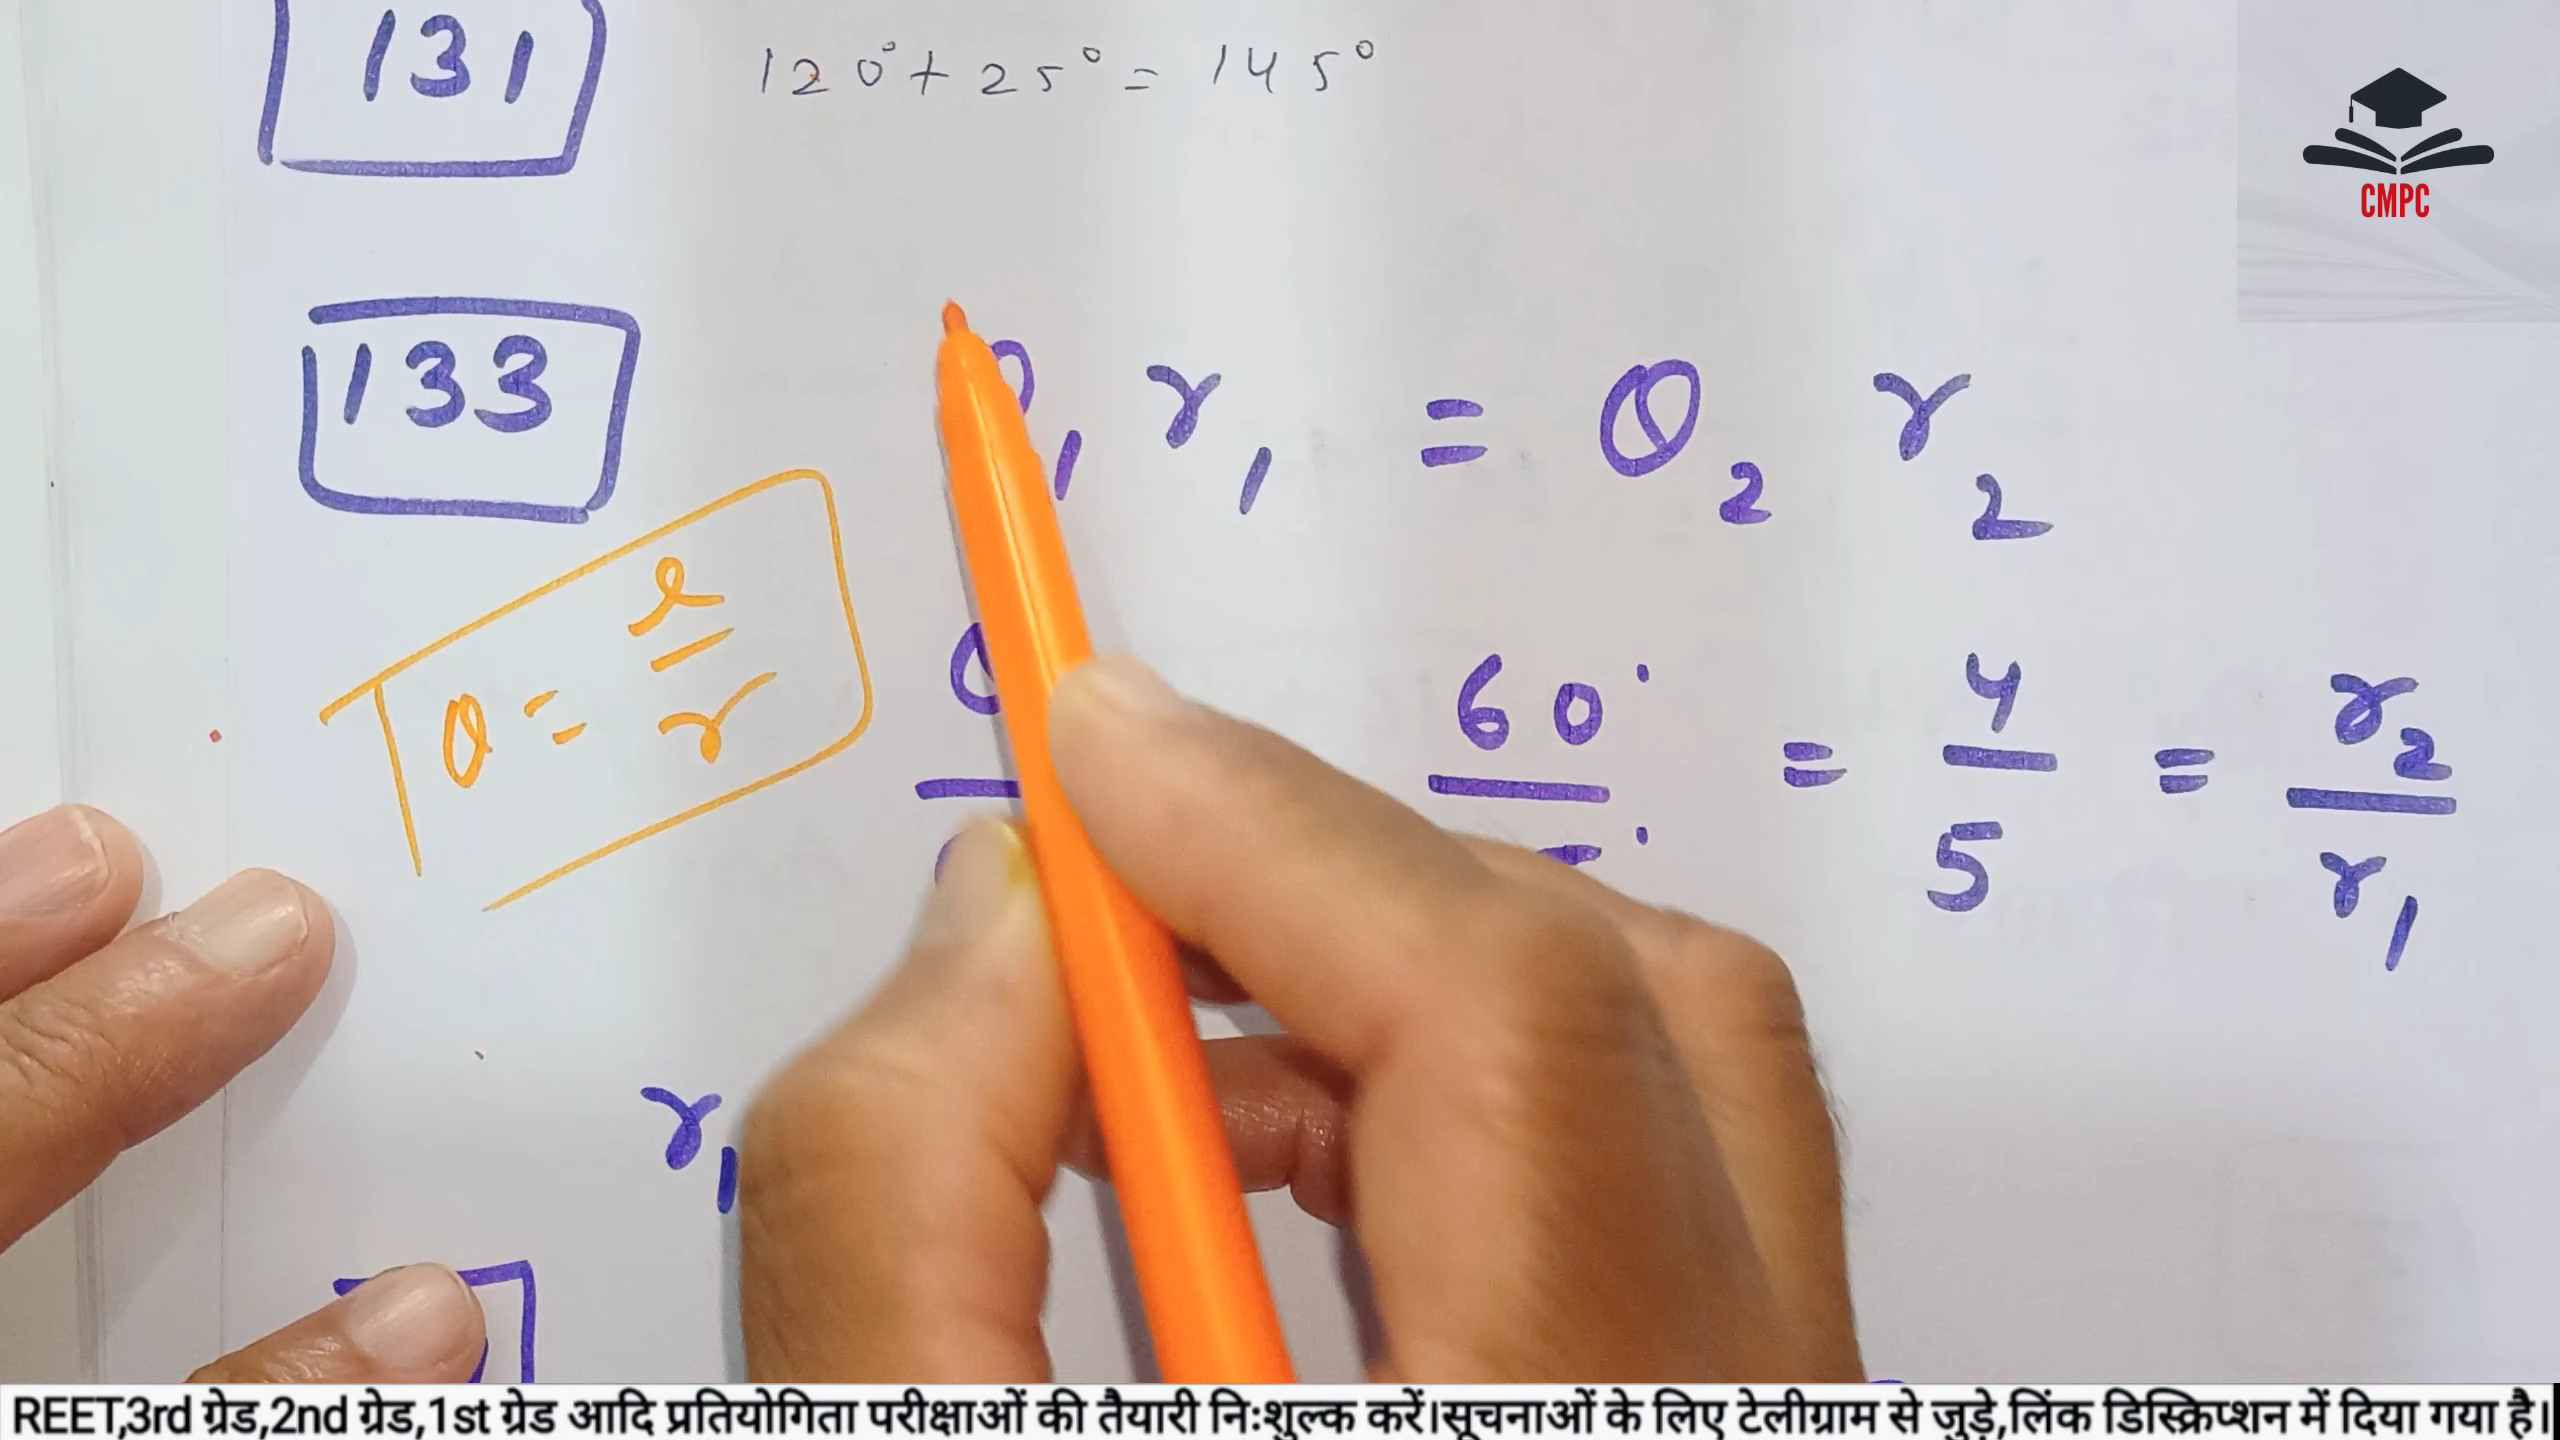 131
120° + 25° = 145°
CMPC
133
r₁ = θ₂ r₂
θ = l/r
60° = 4/5 = r₂/r₁
r₁
REET,3rd ग्रेड,2nd ग्रेड,1st ग्रेड आदि प्रतियोगिता परीक्षाओं की तैयारी निःशुल्क करें।सूचनाओं के लिए टेलीग्राम से जुड़े,लिंक डिस्क्रिप्शन में दिया गया है।